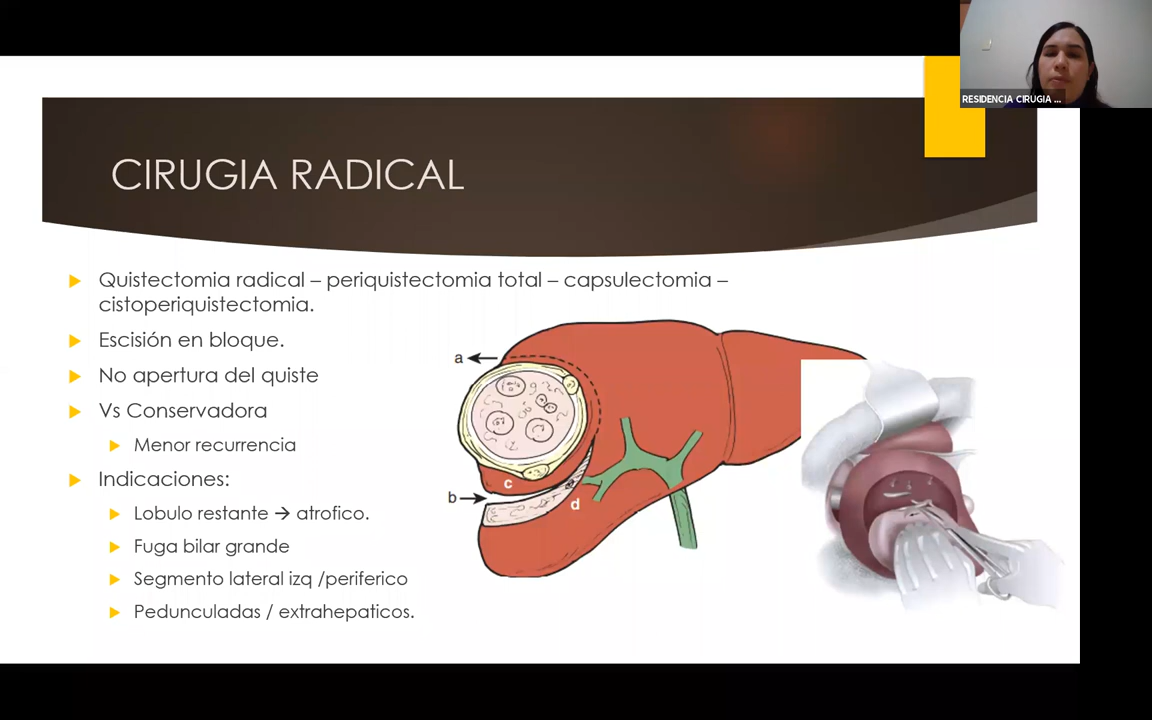 RESIDENCIA CIRUGIA ...
CIRUGIA RADICAL
Quistectomia radical – periquistectomia total – capsulectomia –
cistoperiquistectomia.
Escisión en bloque.
No apertura del quiste
Vs Conservadora
Menor recurrencia
Indicaciones:
Lobulo restante → atrofico.
Fuga bilar grande
Segmento lateral izq /periferico
Pedunculadas / extrahepaticos.
a
b
c
d